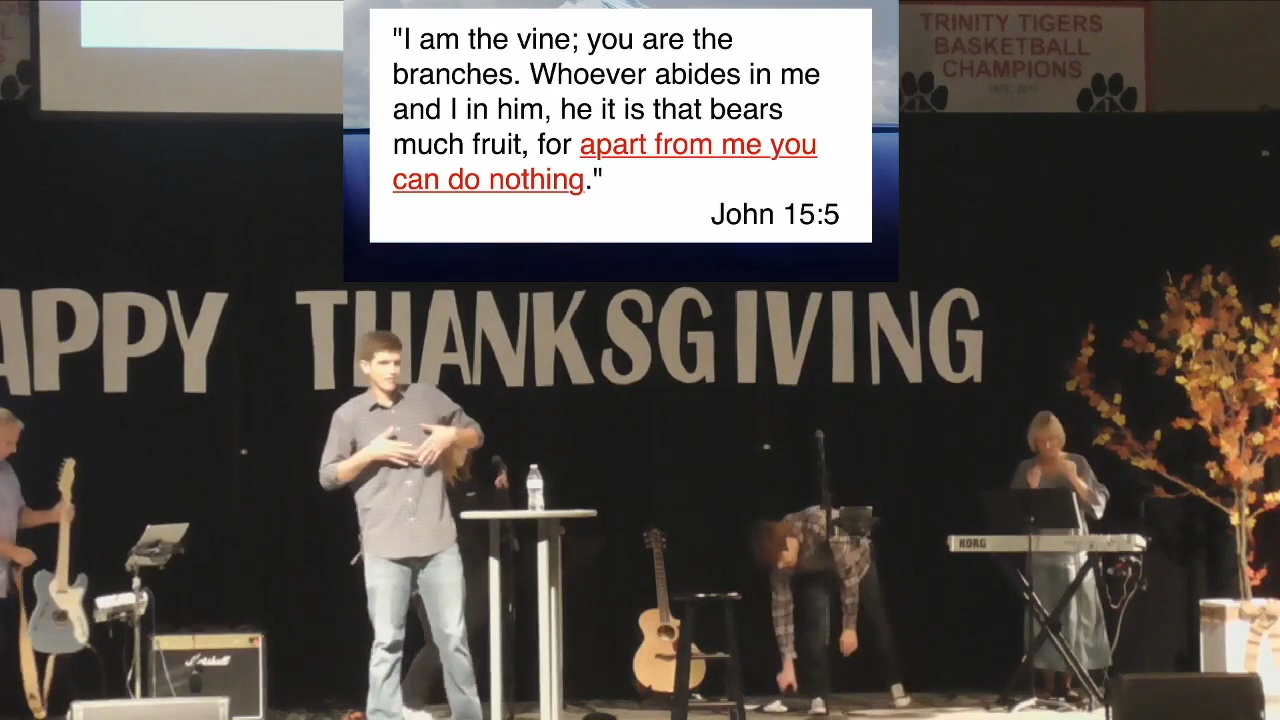 "I am the vine; you are the
branches. Whoever abides in me
and I in him, he it is that bears
much fruit, for apart from me you
can do nothing."
John 15:5
TRINITY TIGERS
BASKETBALL
CHAMPIONS
APPY THANKSGIVING
KORG
Marshall